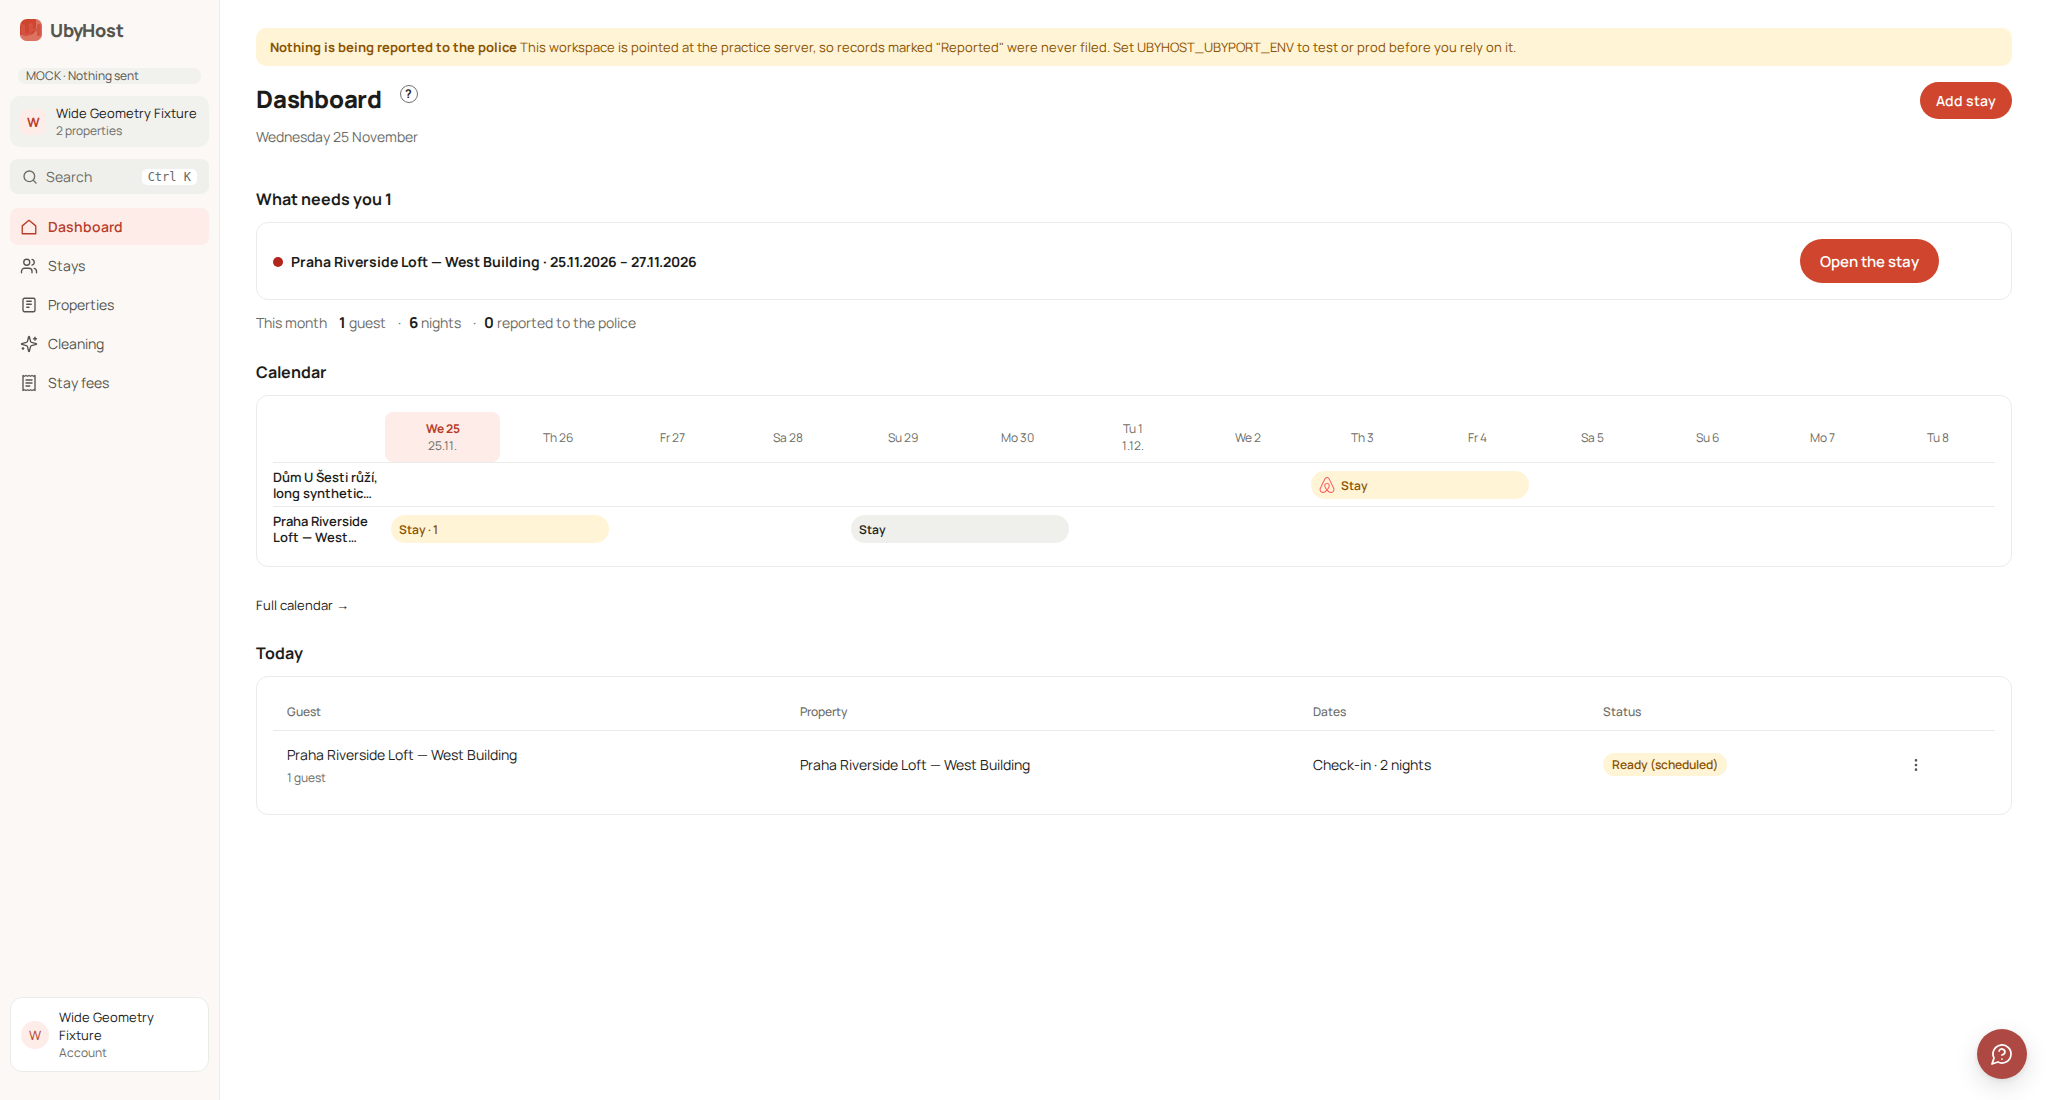 UbyHost
MOCK · Nothing sent
W
Wide Geometry Fixture
2 properties
Search
Ctrl K
Dashboard
Stays
Properties
Cleaning
Stay fees
W
Wide Geometry
Fixture
Account
Nothing is being reported to the police This workspace is pointed at the practice server, so records marked "Reported" were never filed. Set UBYHOST_UBYPORT_ENV to test or prod before you rely on it.
Dashboard ?
Add stay
Wednesday 25 November
What needs you 1
Praha Riverside Loft — West Building · 25.11.2026 – 27.11.2026
Open the stay
This month 1 guest · 6 nights · 0 reported to the police
Calendar
We 25
25.11.
Th 26
Fr 27
Sa 28
Su 29
Mo 30
Tu 1
1.12.
We 2
Th 3
Fr 4
Sa 5
Su 6
Mo 7
Tu 8
Dům U Šesti růží,
long synthetic…
Stay
Praha Riverside
Loft — West…
Stay · 1
Stay
Full calendar →
Today
Guest Property Dates Status
Praha Riverside Loft — West Building
1 guest
Praha Riverside Loft — West Building
Check-in · 2 nights
Ready (scheduled)